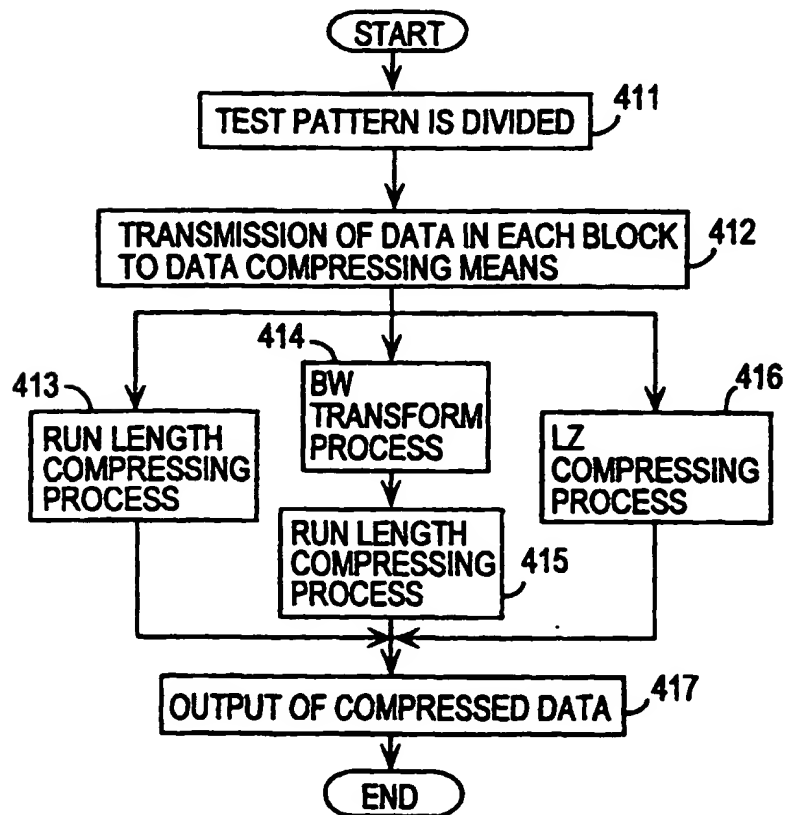 START
411
TEST PATTERN IS DIVIDED
TRANSMISSION OF DATA IN EACH BLOCK
TO DATA COMPRESSING MEANS
412
413
RUN LENGTH
COMPRESSING
PROCESS
414
BW
TRANSFORM
PROCESS
RUN LENGTH
COMPRESSING
PROCESS
415
416
LZ
COMPRESSING
PROCESS
OUTPUT OF COMPRESSED DATA
417
END